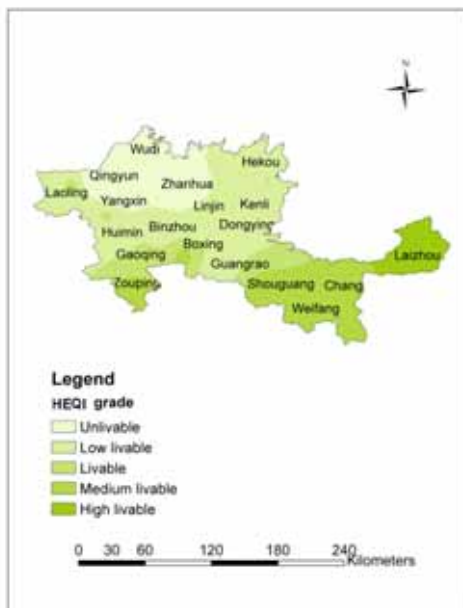 N
Wudi
Hekou
Qingyun
Zhanhua
Laoling
Yangxin
Linjin
Kenli
Huimin
Binzhou
Dongying
Boxing
Gaoqing
Guangrao
Laizhou
Zouping
Shouguang
Chang
Weifang
Legend
HEQI grade
Unlivable
Low livable
Livable
Medium livable
High livable
0 30 60 120 180 240
Kilometers